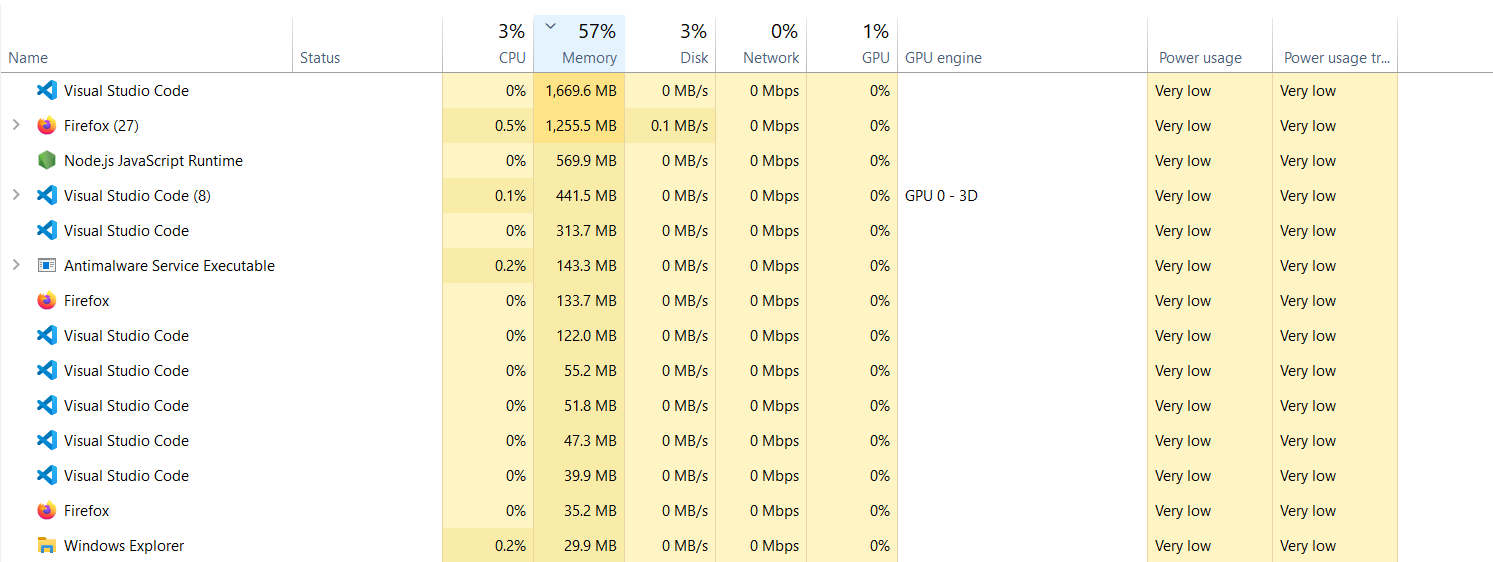 3% 57% 3% 0% 1%
Name Status CPU Memory Disk Network GPU GPU engine Power usage Power usage tr...
Visual Studio Code 0% 1,669.6 MB 0 MB/s 0 Mbps 0% Very low Very low
Firefox (27) 0.5% 1,255.5 MB 0.1 MB/s 0 Mbps 0% Very low Very low
Node.js JavaScript Runtime 0% 569.9 MB 0 MB/s 0 Mbps 0% Very low Very low
Visual Studio Code (8) 0.1% 441.5 MB 0 MB/s 0 Mbps 0% GPU 0 - 3D Very low Very low
Visual Studio Code 0% 313.7 MB 0 MB/s 0 Mbps 0% Very low Very low
Antimalware Service Executable 0.2% 143.3 MB 0 MB/s 0 Mbps 0% Very low Very low
Firefox 0% 133.7 MB 0 MB/s 0 Mbps 0% Very low Very low
Visual Studio Code 0% 122.0 MB 0 MB/s 0 Mbps 0% Very low Very low
Visual Studio Code 0% 55.2 MB 0 MB/s 0 Mbps 0% Very low Very low
Visual Studio Code 0% 51.8 MB 0 MB/s 0 Mbps 0% Very low Very low
Visual Studio Code 0% 47.3 MB 0 MB/s 0 Mbps 0% Very low Very low
Visual Studio Code 0% 39.9 MB 0 MB/s 0 Mbps 0% Very low Very low
Firefox 0% 35.2 MB 0 MB/s 0 Mbps 0% Very low Very low
Windows Explorer 0.2% 29.9 MB 0 MB/s 0 Mbps 0% Very low Very low